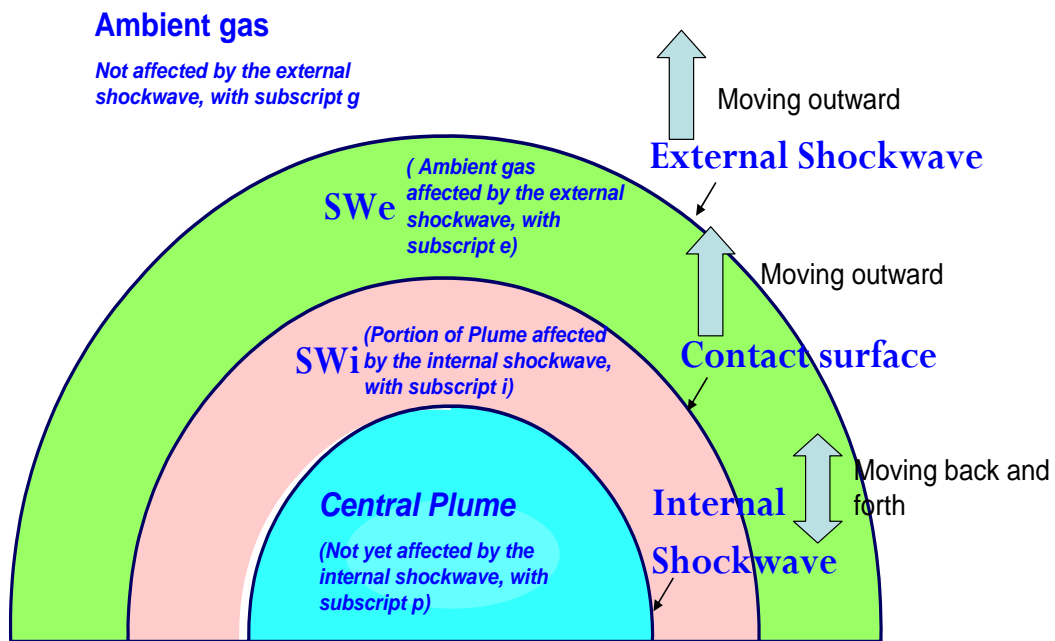 Ambient gas
Not affected by the external
shockwave, with subscript g
Moving outward
External Shockwave
SWe
( Ambient gas
affected by the external
shockwave, with
subscript e)
Moving outward
SWi
(Portion of Plume affected
by the internal shockwave,
with subscript i)
Contact surface
Moving back and
forth
Central Plume
(Not yet affected by the
internal shockwave, with
subscript p)
Internal
Shockwave